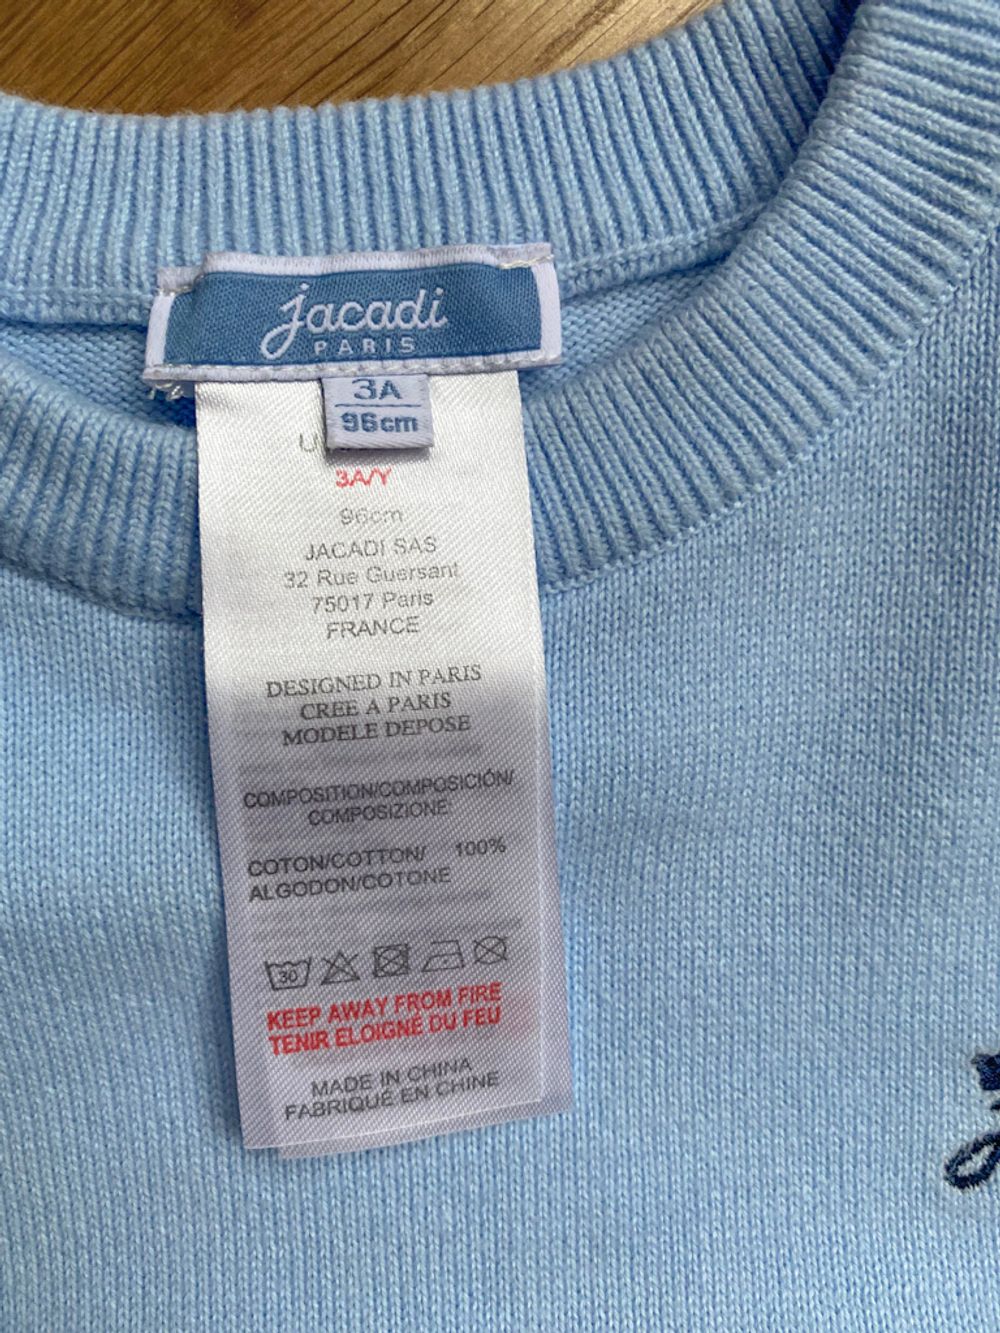 jacadi
PARIS
3A
96cm
3A/Y
96cm
JACADI SAS
32 Rue Guersant
75017 Paris
FRANCE
DESIGNED IN PARIS
CREE A PARIS
MODELE DEPOSE
COMPOSITION/COMPOSICIÓN/
COMPOSIZIONE
COTON/COTTON/ 100%
ALGODON/COTONE
30
KEEP AWAY FROM FIRE
TENIR ELOIGNÉ DU FEU
MADE IN CHINA
FABRIQUÉ EN CHINE